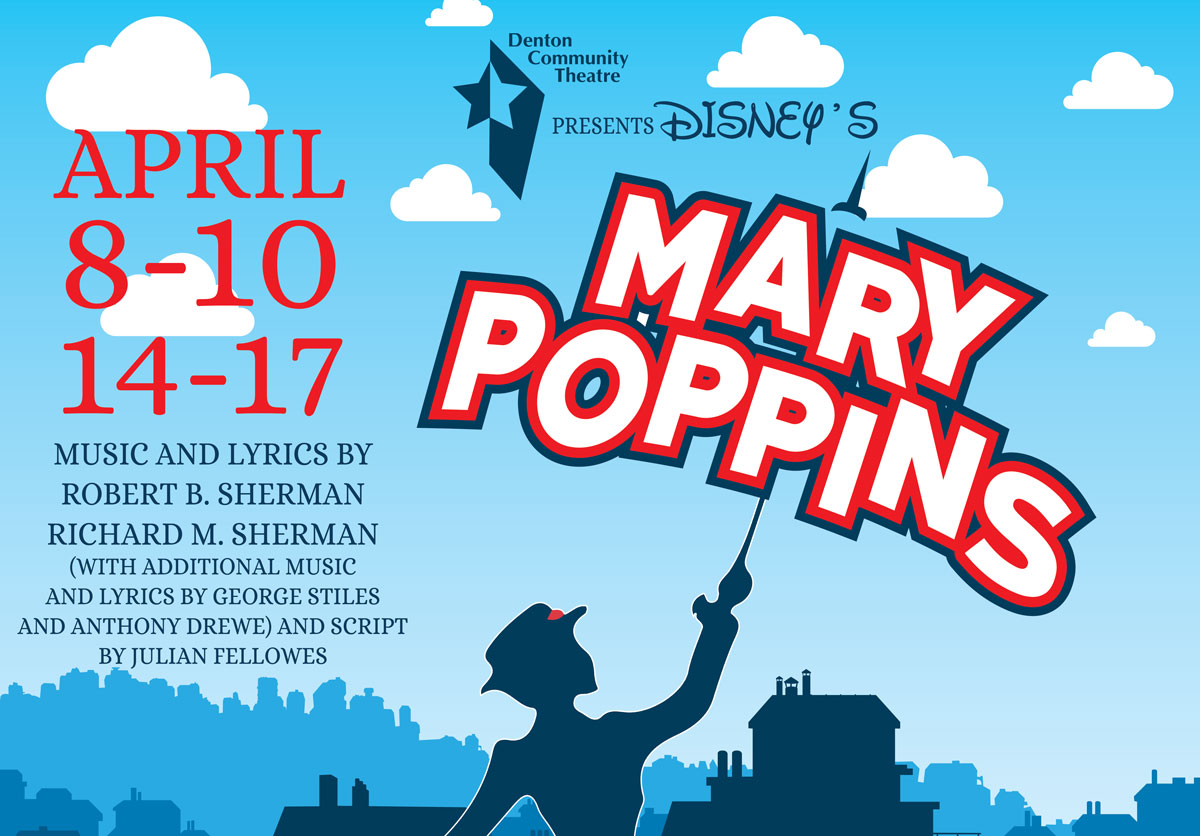 Denton
Community
Theatre
PRESENTS DISNEY'S
MARY
POPPINS
APRIL
8-10
14-17
MUSIC AND LYRICS BY
ROBERT B. SHERMAN
RICHARD M. SHERMAN
(WITH ADDITIONAL MUSIC
AND LYRICS BY GEORGE STILES
AND ANTHONY DREWE) AND SCRIPT
BY JULIAN FELLOWES